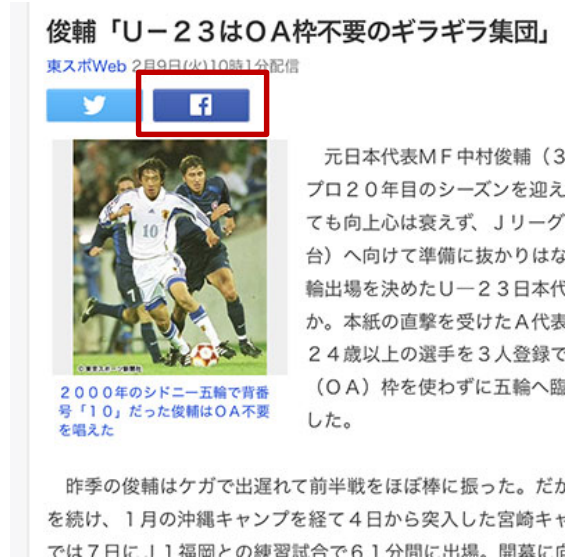 俊輔「U－23はOA枠不要のギラギラ集団」
東スポWeb 2月9日(火)10時1分配信
元日本代表MF中村俊輔（3
プロ20年目のシーズンを迎え
ても向上心は衰えず、Jリーグ
台）へ向けて準備に抜かりはな
輪出場を決めたU―23日本代
か。本紙の直撃を受けたA代表
24歳以上の選手を3人登録で
（OA）枠を使わずに五輪へ臨
した。
10
©東京スポーツ新聞社
2000年のシドニー五輪で背番
号「10」だった俊輔はOA不要
を唱えた
昨季の俊輔はケガで出遅れて前半戦をほぼ棒に振った。だか
を続け、1月の沖縄キャンプを経て4日から突入した宮崎キャ
では7日にJ1福岡との練習試合で61分間に出場。開幕に向